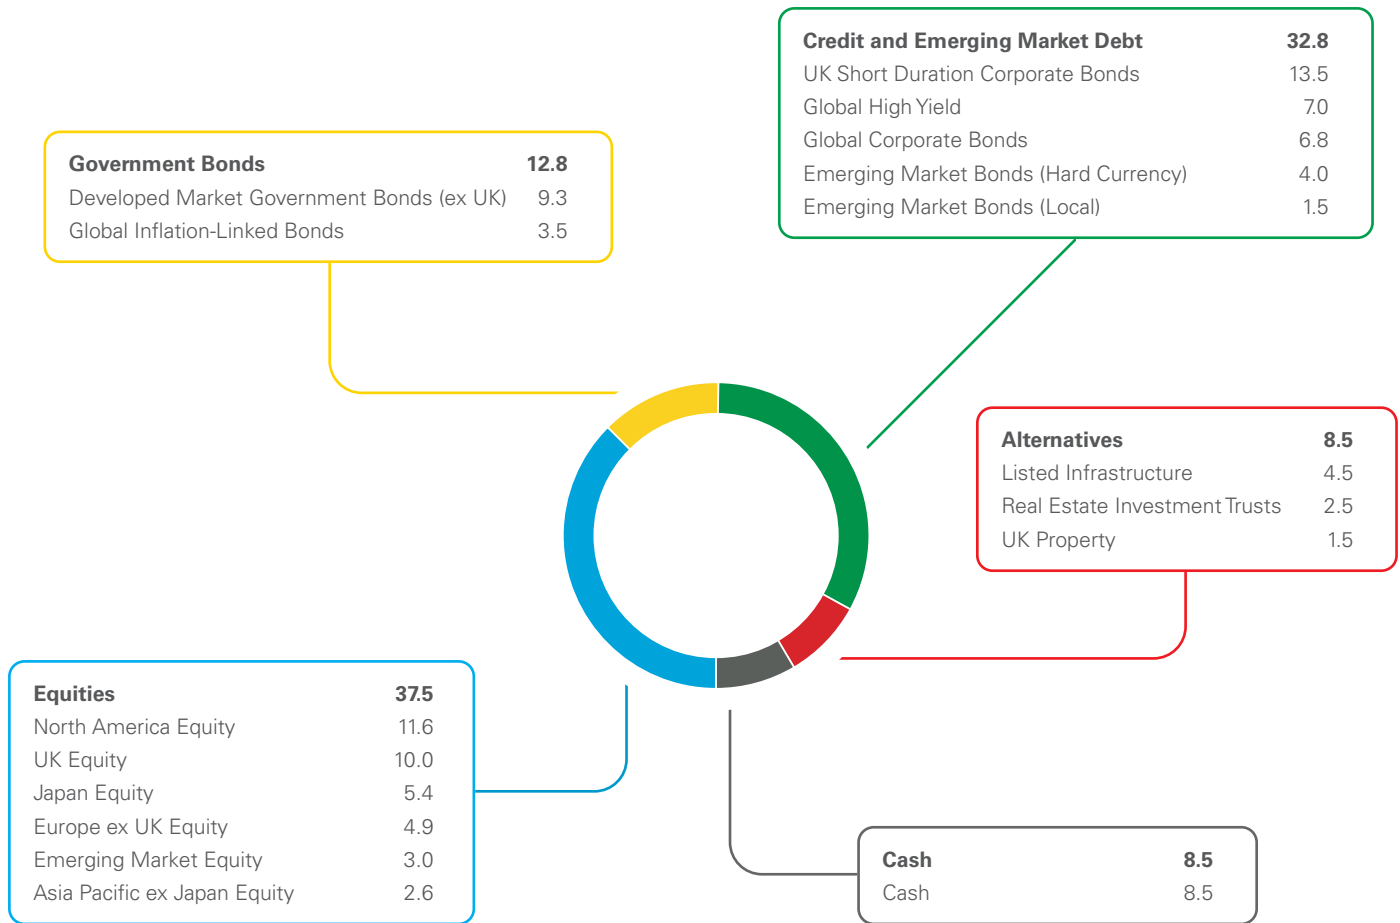 Credit and Emerging Market Debt 32.8
UK Short Duration Corporate Bonds 13.5
Global High Yield 7.0
Global Corporate Bonds 6.8
Emerging Market Bonds (Hard Currency) 4.0
Emerging Market Bonds (Local) 1.5
Government Bonds 12.8
Developed Market Government Bonds (ex UK) 9.3
Global Inflation-Linked Bonds 3.5
Alternatives 8.5
Listed Infrastructure 4.5
Real Estate Investment Trusts 2.5
UK Property 1.5
Equities 37.5
North America Equity 11.6
UK Equity 10.0
Japan Equity 5.4
Europe ex UK Equity 4.9
Emerging Market Equity 3.0
Asia Pacific ex Japan Equity 2.6
Cash 8.5
Cash 8.5